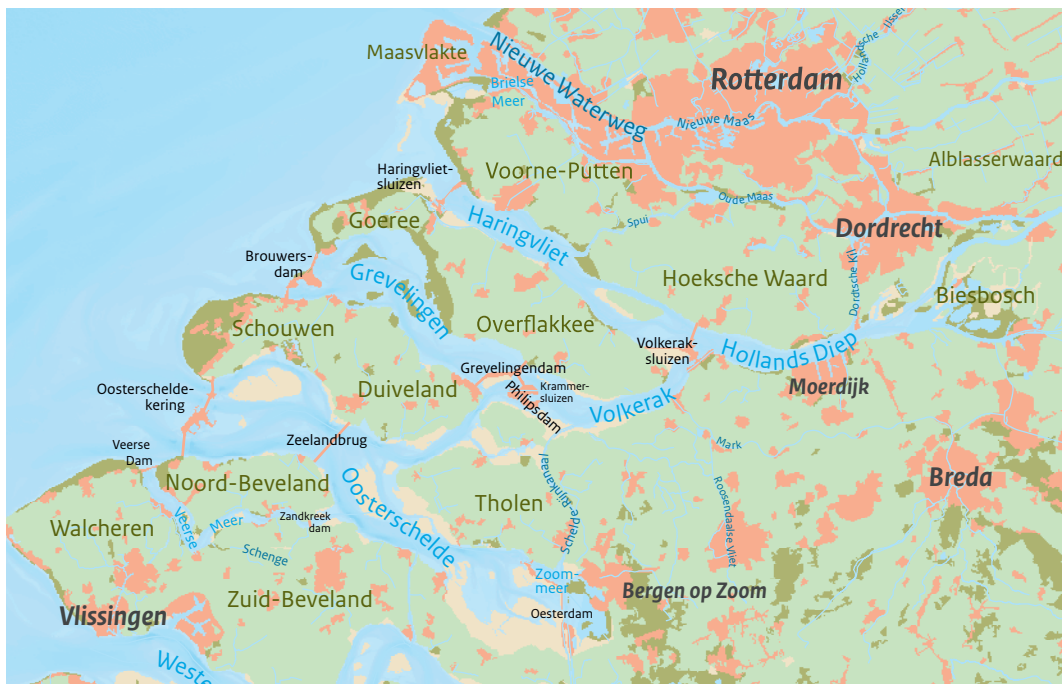 Maasvlakte
Nieuwe Waterweg
Rotterdam
Hollandsche IJssel
Brielse
Meer
Nieuwe Maas
Haringvliet-
sluizen
Voorne-Putten
Alblasserwaard
Goeree
Haringvliet
Spui
Oude Maas
Dordrecht
Brouwers-
dam
Grevelingen
Hoeksche Waard
Dordtsche Kil
Biesbosch
Schouwen
Overflakkee
Volkerak-
sluizen
Hollands Diep
Grevelingendam
Oosterschelde-
kering
Duiveland
Philipsdam
Krammer-
sluizen
Volkerak
Moerdijk
Veerse
Dam
Zeelandbrug
Mark
Noord-Beveland
Oosterschelde
Tholen
Schelde-Rijnkanaal
Roosendaalse Vliet
Breda
Walcheren
Veerse Meer
Zandkreek
dam
Schenge
Zoom-
meer
Bergen op Zoom
Vlissingen
Zuid-Beveland
Oesterdam
Weste